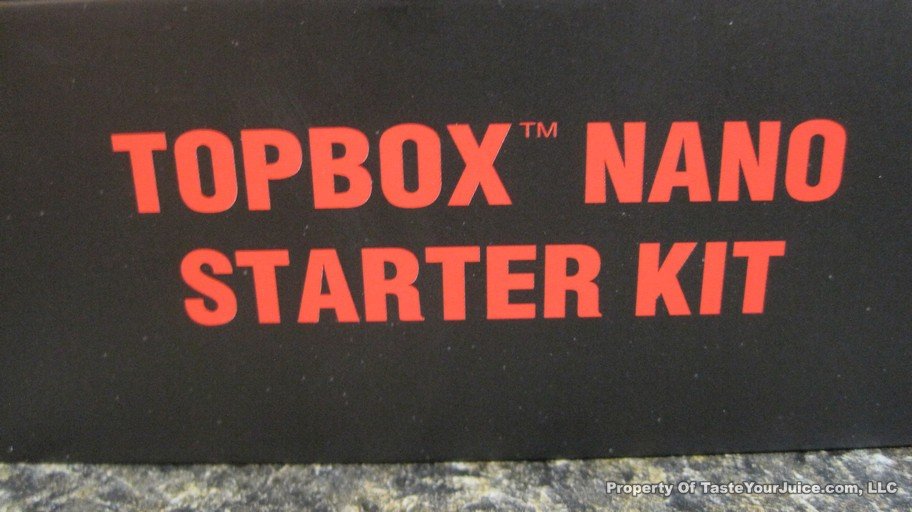 TOPBOX™ NANO
STARTER KIT
Property Of TasteYourJuice.com, LLC